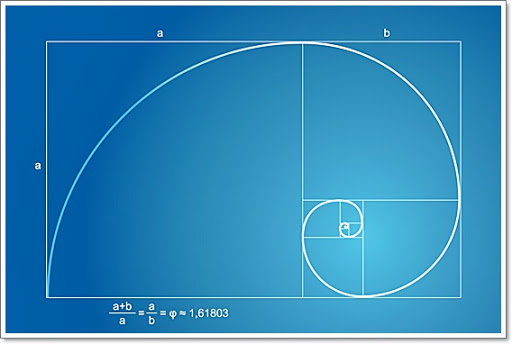 a b
a
a+b/a = a/b = φ ≈ 1,61803